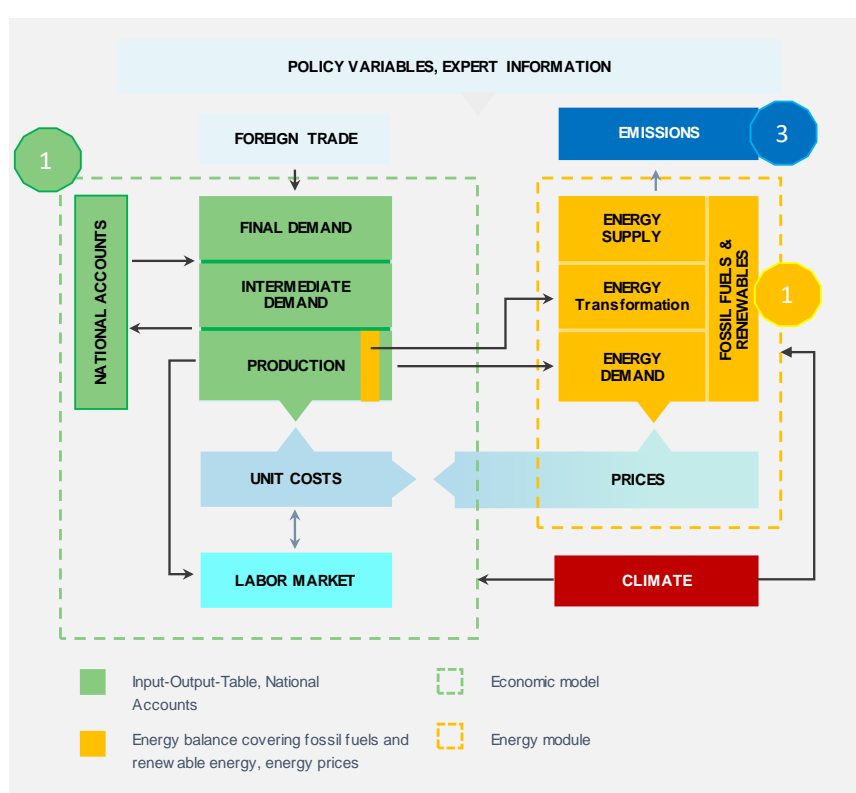 POLICY VARIABLES, EXPERT INFORMATION
FOREIGN TRADE
EMISSIONS
3
1
NATIONAL ACCOUNTS
FINAL DEMAND
INTERMEDIATE
DEMAND
PRODUCTION
ENERGY
SUPPLY
ENERGY
Transformation
ENERGY
DEMAND
FOSSIL FUELS &
RENEWABLES
1
UNIT COSTS
PRICES
LABOR MARKET
CLIMATE
Input-Output-Table, National
Accounts
Economic model
Energy balance covering fossil fuels and
renewable energy, energy prices
Energy module